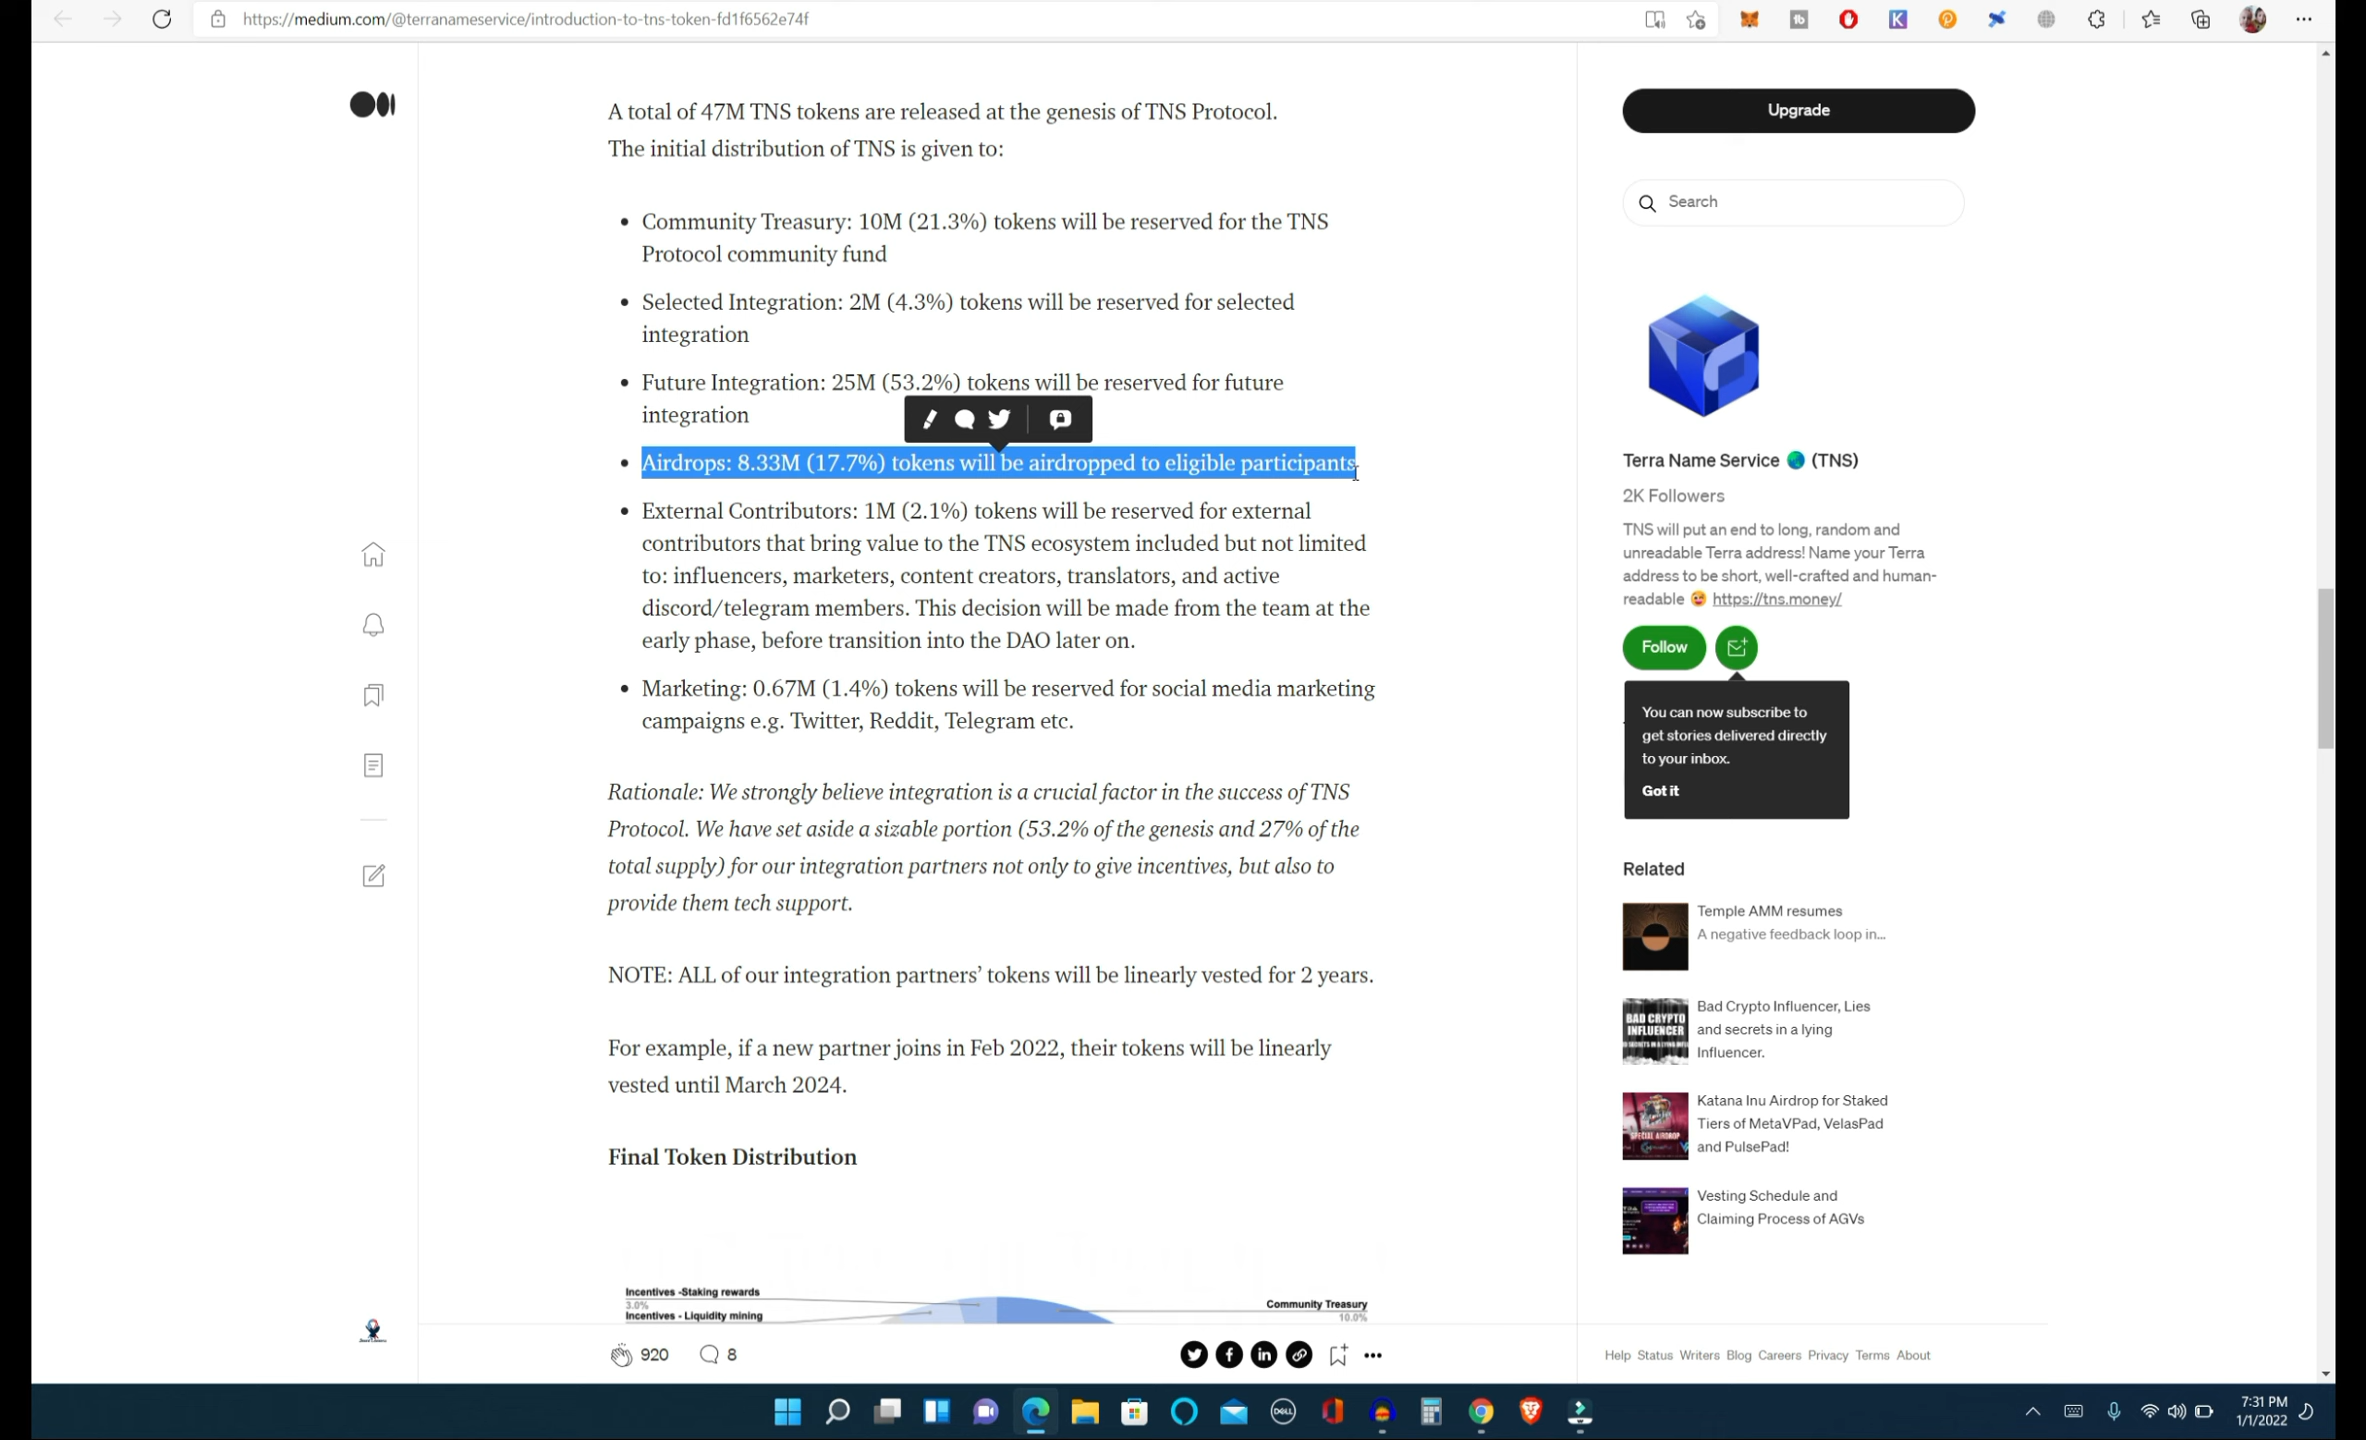 https://medium.com/@terranameservice/introduction-to-tns-token-fd1f6562e74f
A total of 47M TNS tokens are released at the genesis of TNS Protocol.
The initial distribution of TNS is given to:
• Community Treasury: 10M (21.3%) tokens will be reserved for the TNS
Protocol community fund
• Selected Integration: 2M (4.3%) tokens will be reserved for selected
integration
• Future Integration: 25M (53.2%) tokens will be reserved for future
integration
• Airdrops: 8.33M (17.7%) tokens will be airdropped to eligible participants
• External Contributors: 1M (2.1%) tokens will be reserved for external
contributors that bring value to the TNS ecosystem included but not limited
to: influencers, marketers, content creators, translators, and active
discord/telegram members. This decision will be made from the team at the
early phase, before transition into the DAO later on.
• Marketing: 0.67M (1.4%) tokens will be reserved for social media marketing
campaigns e.g. Twitter, Reddit, Telegram etc.
Rationale: We strongly believe integration is a crucial factor in the success of TNS
Protocol. We have set aside a sizable portion (53.2% of the genesis and 27% of the
total supply) for our integration partners not only to give incentives, but also to
provide them tech support.
NOTE: ALL of our integration partners’ tokens will be linearly vested for 2 years.
For example, if a new partner joins in Feb 2022, their tokens will be linearly
vested until March 2024.
Final Token Distribution
Incentives -Staking rewards
3.0%
Incentives - Liquidity mining
Community Treasury
10.0%
920
8
Upgrade
Search
Terra Name Service 🌏 (TNS)
2K Followers
TNS will put an end to long, random and
unreadable Terra address! Name your Terra
address to be short, well-crafted and human-
readable 🥳 https://tns.money/
Follow
You can now subscribe to
get stories delivered directly
to your inbox.
Got it
Related
Temple AMM resumes
A negative feedback loop in...
BAD CRYPTO
INFLUENCER
Bad Crypto Influencer, Lies
and secrets in a lying
Influencer.
SPECIAL AIRDROP
Katana Inu Airdrop for Staked
Tiers of MetaVPad, VelasPad
and PulsePad!
Vesting Schedule and
Claiming Process of AGVs
Help Status Writers Blog Careers Privacy Terms About
DELL
7:31 PM
1/1/2022